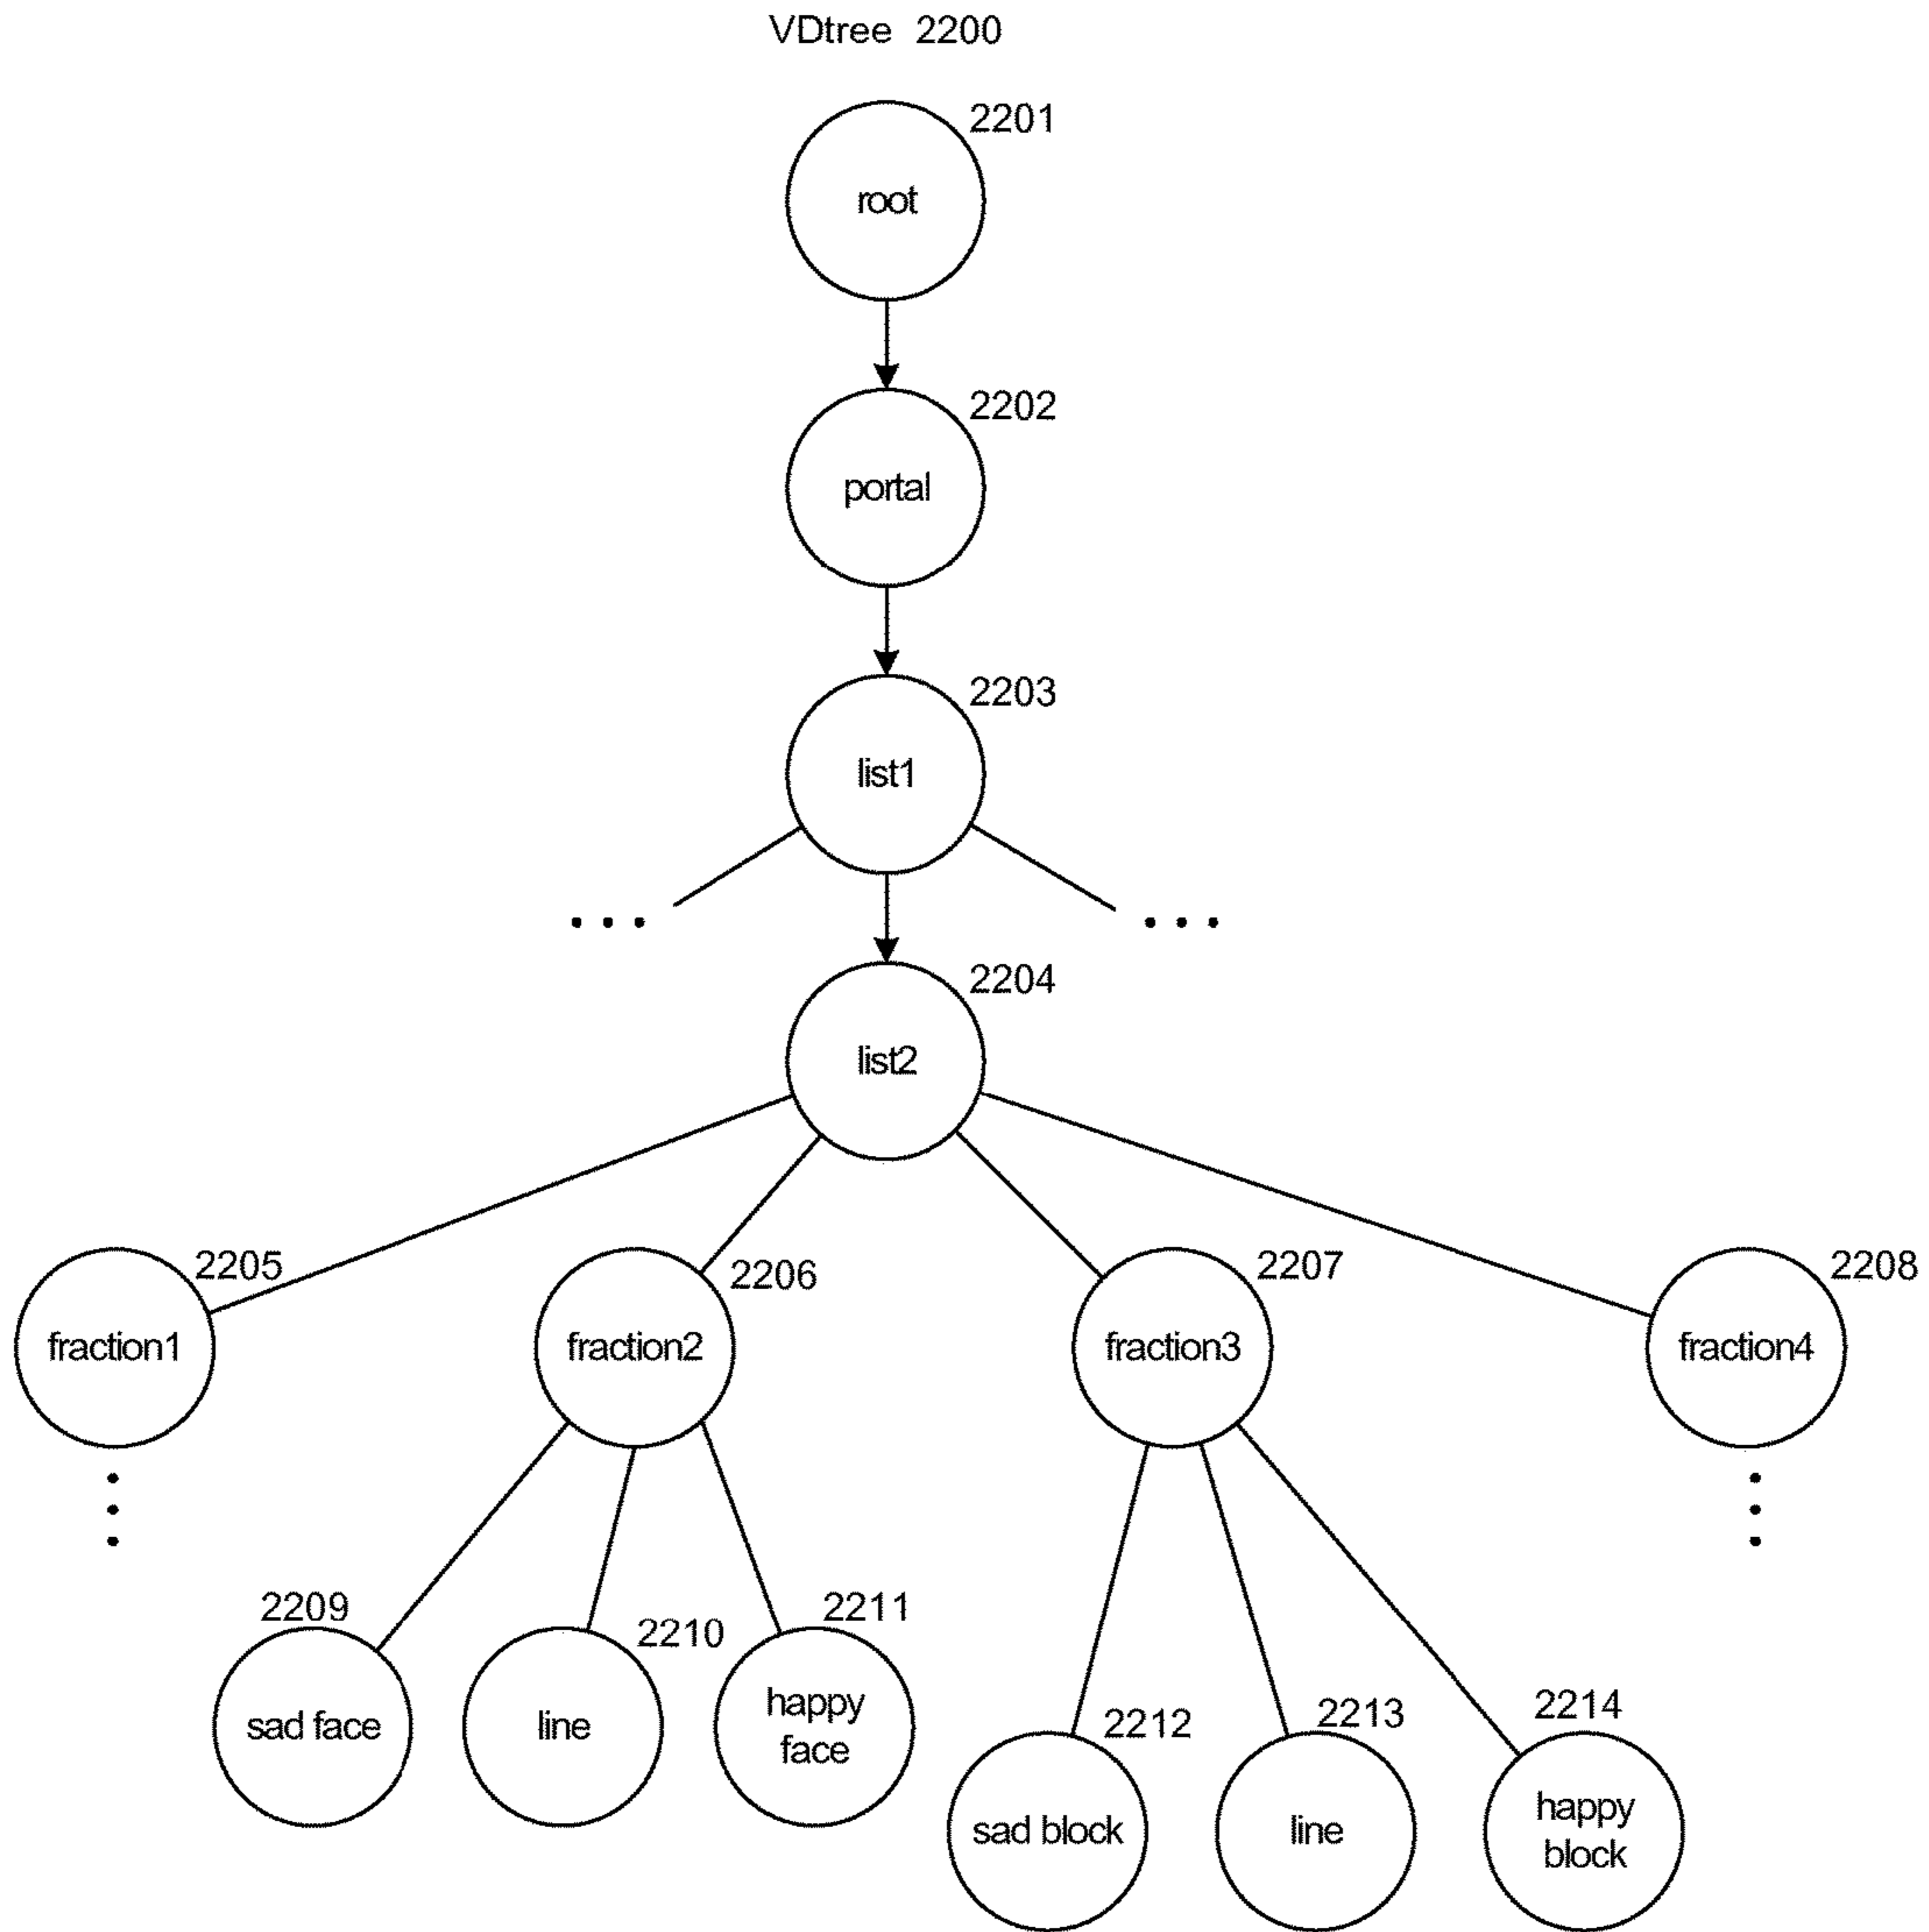 VDtree 2200
2201
root
2202
portal
2203
list1
... ...
2204
list2
2205
2206
2207
2208
fraction1
fraction2
fraction3
fraction4
2209
2210
2211
sad face
line
happy
face
2212
2213
2214
sad block
line
happy
block